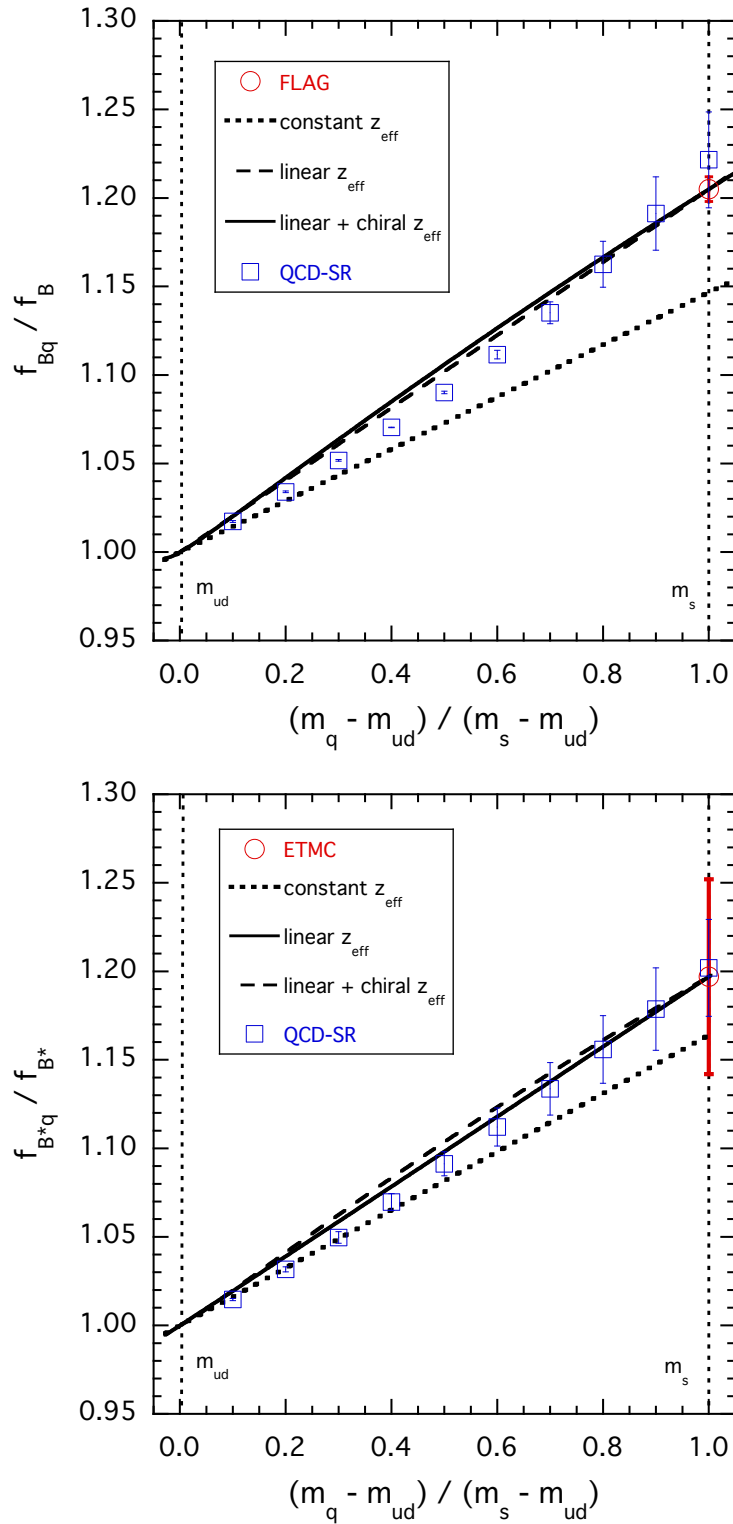 1.30
1.25
1.20
1.15
1.10
1.05
1.00
0.95
f_Bq / f_B
FLAG
constant z_eff
linear z_eff
linear + chiral z_eff
QCD-SR
m_ud
m_s
0.0 0.2 0.4 0.6 0.8 1.0
(m_q - m_ud) / (m_s - m_ud)
1.30
1.25
1.20
1.15
1.10
1.05
1.00
0.95
f_B*q / f_B*
ETMC
constant z_eff
linear z_eff
linear + chiral z_eff
QCD-SR
m_ud
m_s
0.0 0.2 0.4 0.6 0.8 1.0
(m_q - m_ud) / (m_s - m_ud)